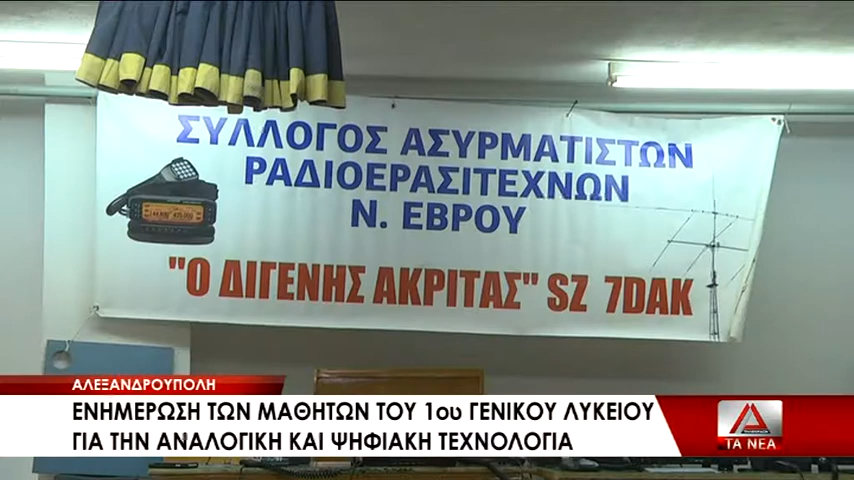 ΣΥΛΛΟΓΟΣ ΑΣΥΡΜΑΤΙΣΤΩΝ
ΡΑΔΙΟΕΡΑΣΙΤΕΧΝΩΝ
Ν. ΕΒΡΟΥ
"Ο ΔΙΓΕΝΗΣ ΑΚΡΙΤΑΣ" SZ 7DAK
ΑΛΕΞΑΝΔΡΟΥΠΟΛΗ
ΕΝΗΜΕΡΩΣΗ ΤΩΝ ΜΑΘΗΤΩΝ ΤΟΥ 1ου ΓΕΝΙΚΟΥ ΛΥΚΕΙΟΥ
ΓΙΑ ΤΗΝ ΑΝΑΛΟΓΙΚΗ ΚΑΙ ΨΗΦΙΑΚΗ ΤΕΧΝΟΛΟΓΙΑ
ΤΑ ΝΕΑ